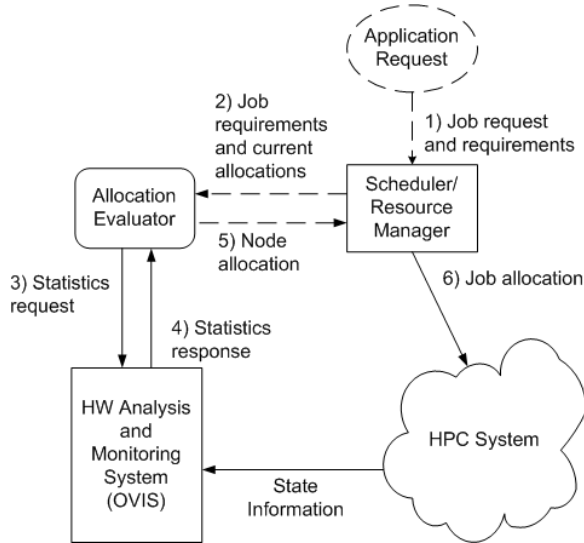 Application
Request
1) Job request
and requirements
2) Job
requirements
and current
allocations
Scheduler/
Resource
Manager
Allocation
Evaluator
5) Node
allocation
3) Statistics
request
4) Statistics
response
6) Job allocation
HW Analysis
and
Monitoring
System
(OVIS)
HPC System
State
Information